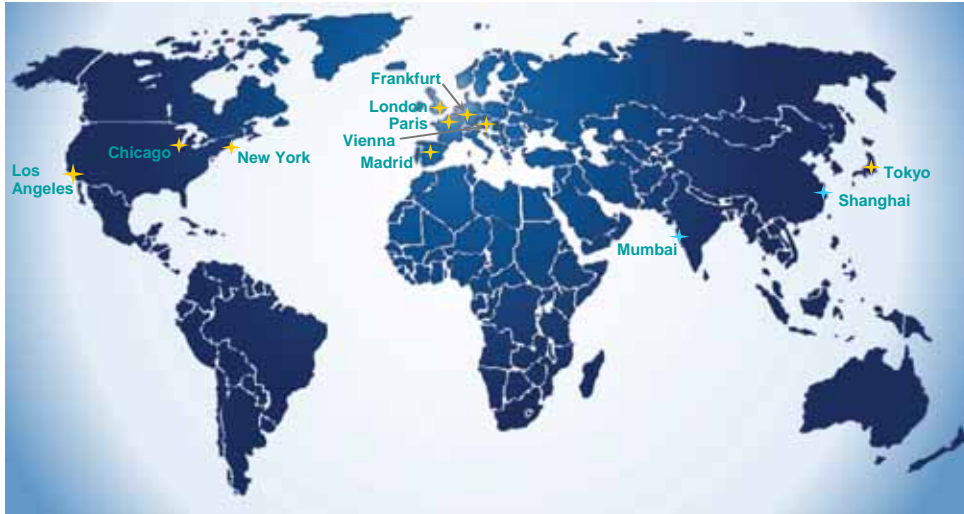 Frankfurt
London
Paris
Vienna
Madrid
Chicago
New York
Los
Angeles
Tokyo
Shanghai
Mumbai